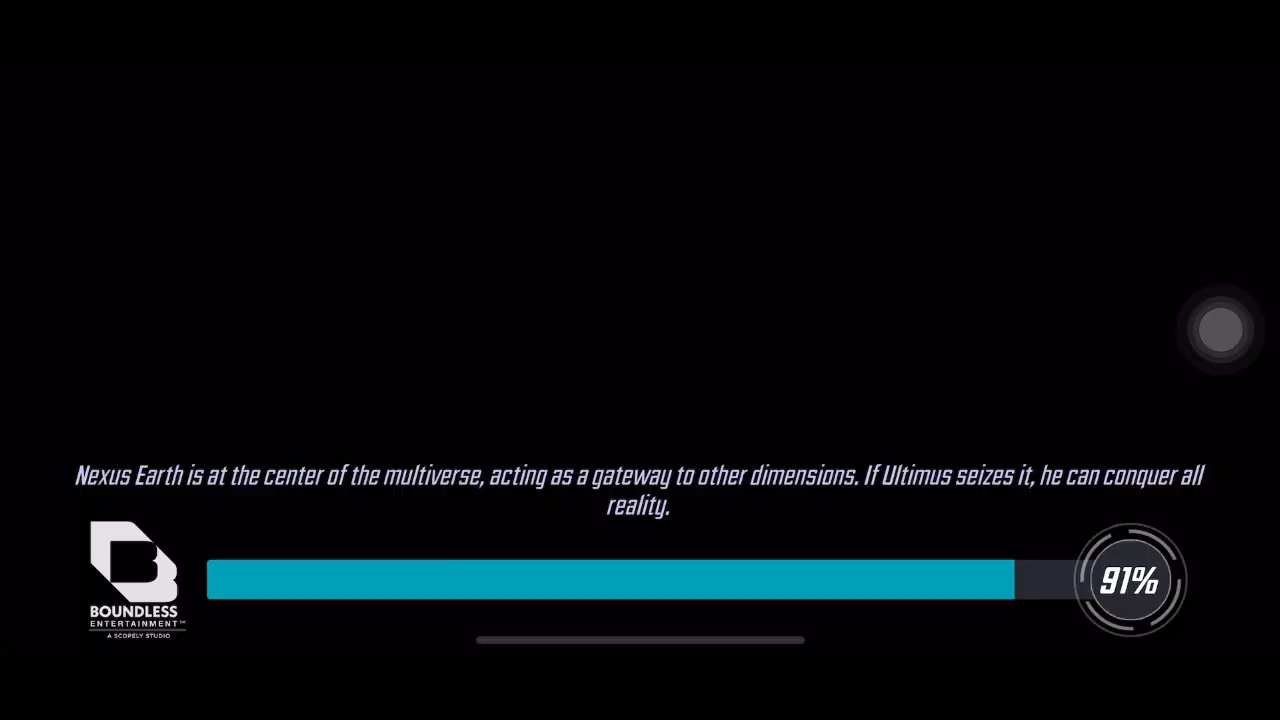 Nexus Earth is at the center of the multiverse, acting as a gateway to other dimensions. If Ultimus seizes it, he can conquer all
reality.
BOUNDLESS
ENTERTAINMENT™
A SCOPELY STUDIO
91%